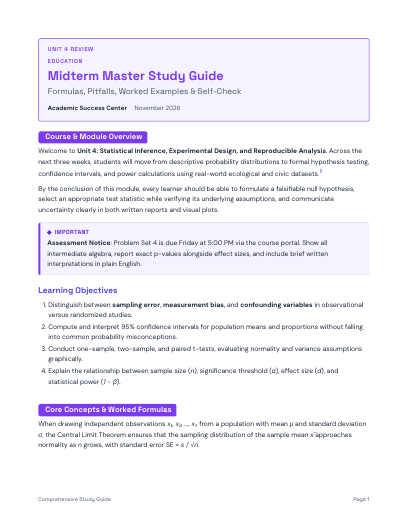 UNIT 4 REVIEW
EDUCATION
Midterm Master Study Guide
Formulas, Pitfalls, Worked Examples & Self-Check
Academic Success Center November 2026
Course & Module Overview
Welcome to Unit 4: Statistical Inference, Experimental Design, and Reproducible Analysis. Across the
next three weeks, students will move from descriptive probability distributions to formal hypothesis testing,
confidence intervals, and power calculations using real-world ecological and civic datasets.1
By the conclusion of this module, every learner should be able to formulate a falsifiable null hypothesis,
select an appropriate test statistic while verifying its underlying assumptions, and communicate
uncertainty clearly in both written reports and visual plots.
◆ IMPORTANT
Assessment Notice: Problem Set 4 is due Friday at 5:00 PM via the course portal. Show all
intermediate algebra, report exact p-values alongside effect sizes, and include brief written
interpretations in plain English.
Learning Objectives
1. Distinguish between sampling error, measurement bias, and confounding variables in observational
versus randomized studies.
2. Compute and interpret 95% confidence intervals for population means and proportions without falling
into common probability misconceptions.
3. Conduct one-sample, two-sample, and paired t-tests, evaluating normality and variance assumptions
graphically.
4. Explain the relationship between sample size (n), significance threshold (α), effect size (d), and
statistical power (1 − β).
Core Concepts & Worked Formulas
When drawing independent observations x₁, x₂, …, xₙ from a population with mean μ and standard deviation
σ, the Central Limit Theorem ensures that the sampling distribution of the sample mean x̄ approaches
normality as n grows, with standard error SE = s / √n.
Comprehensive Study Guide
Page 1